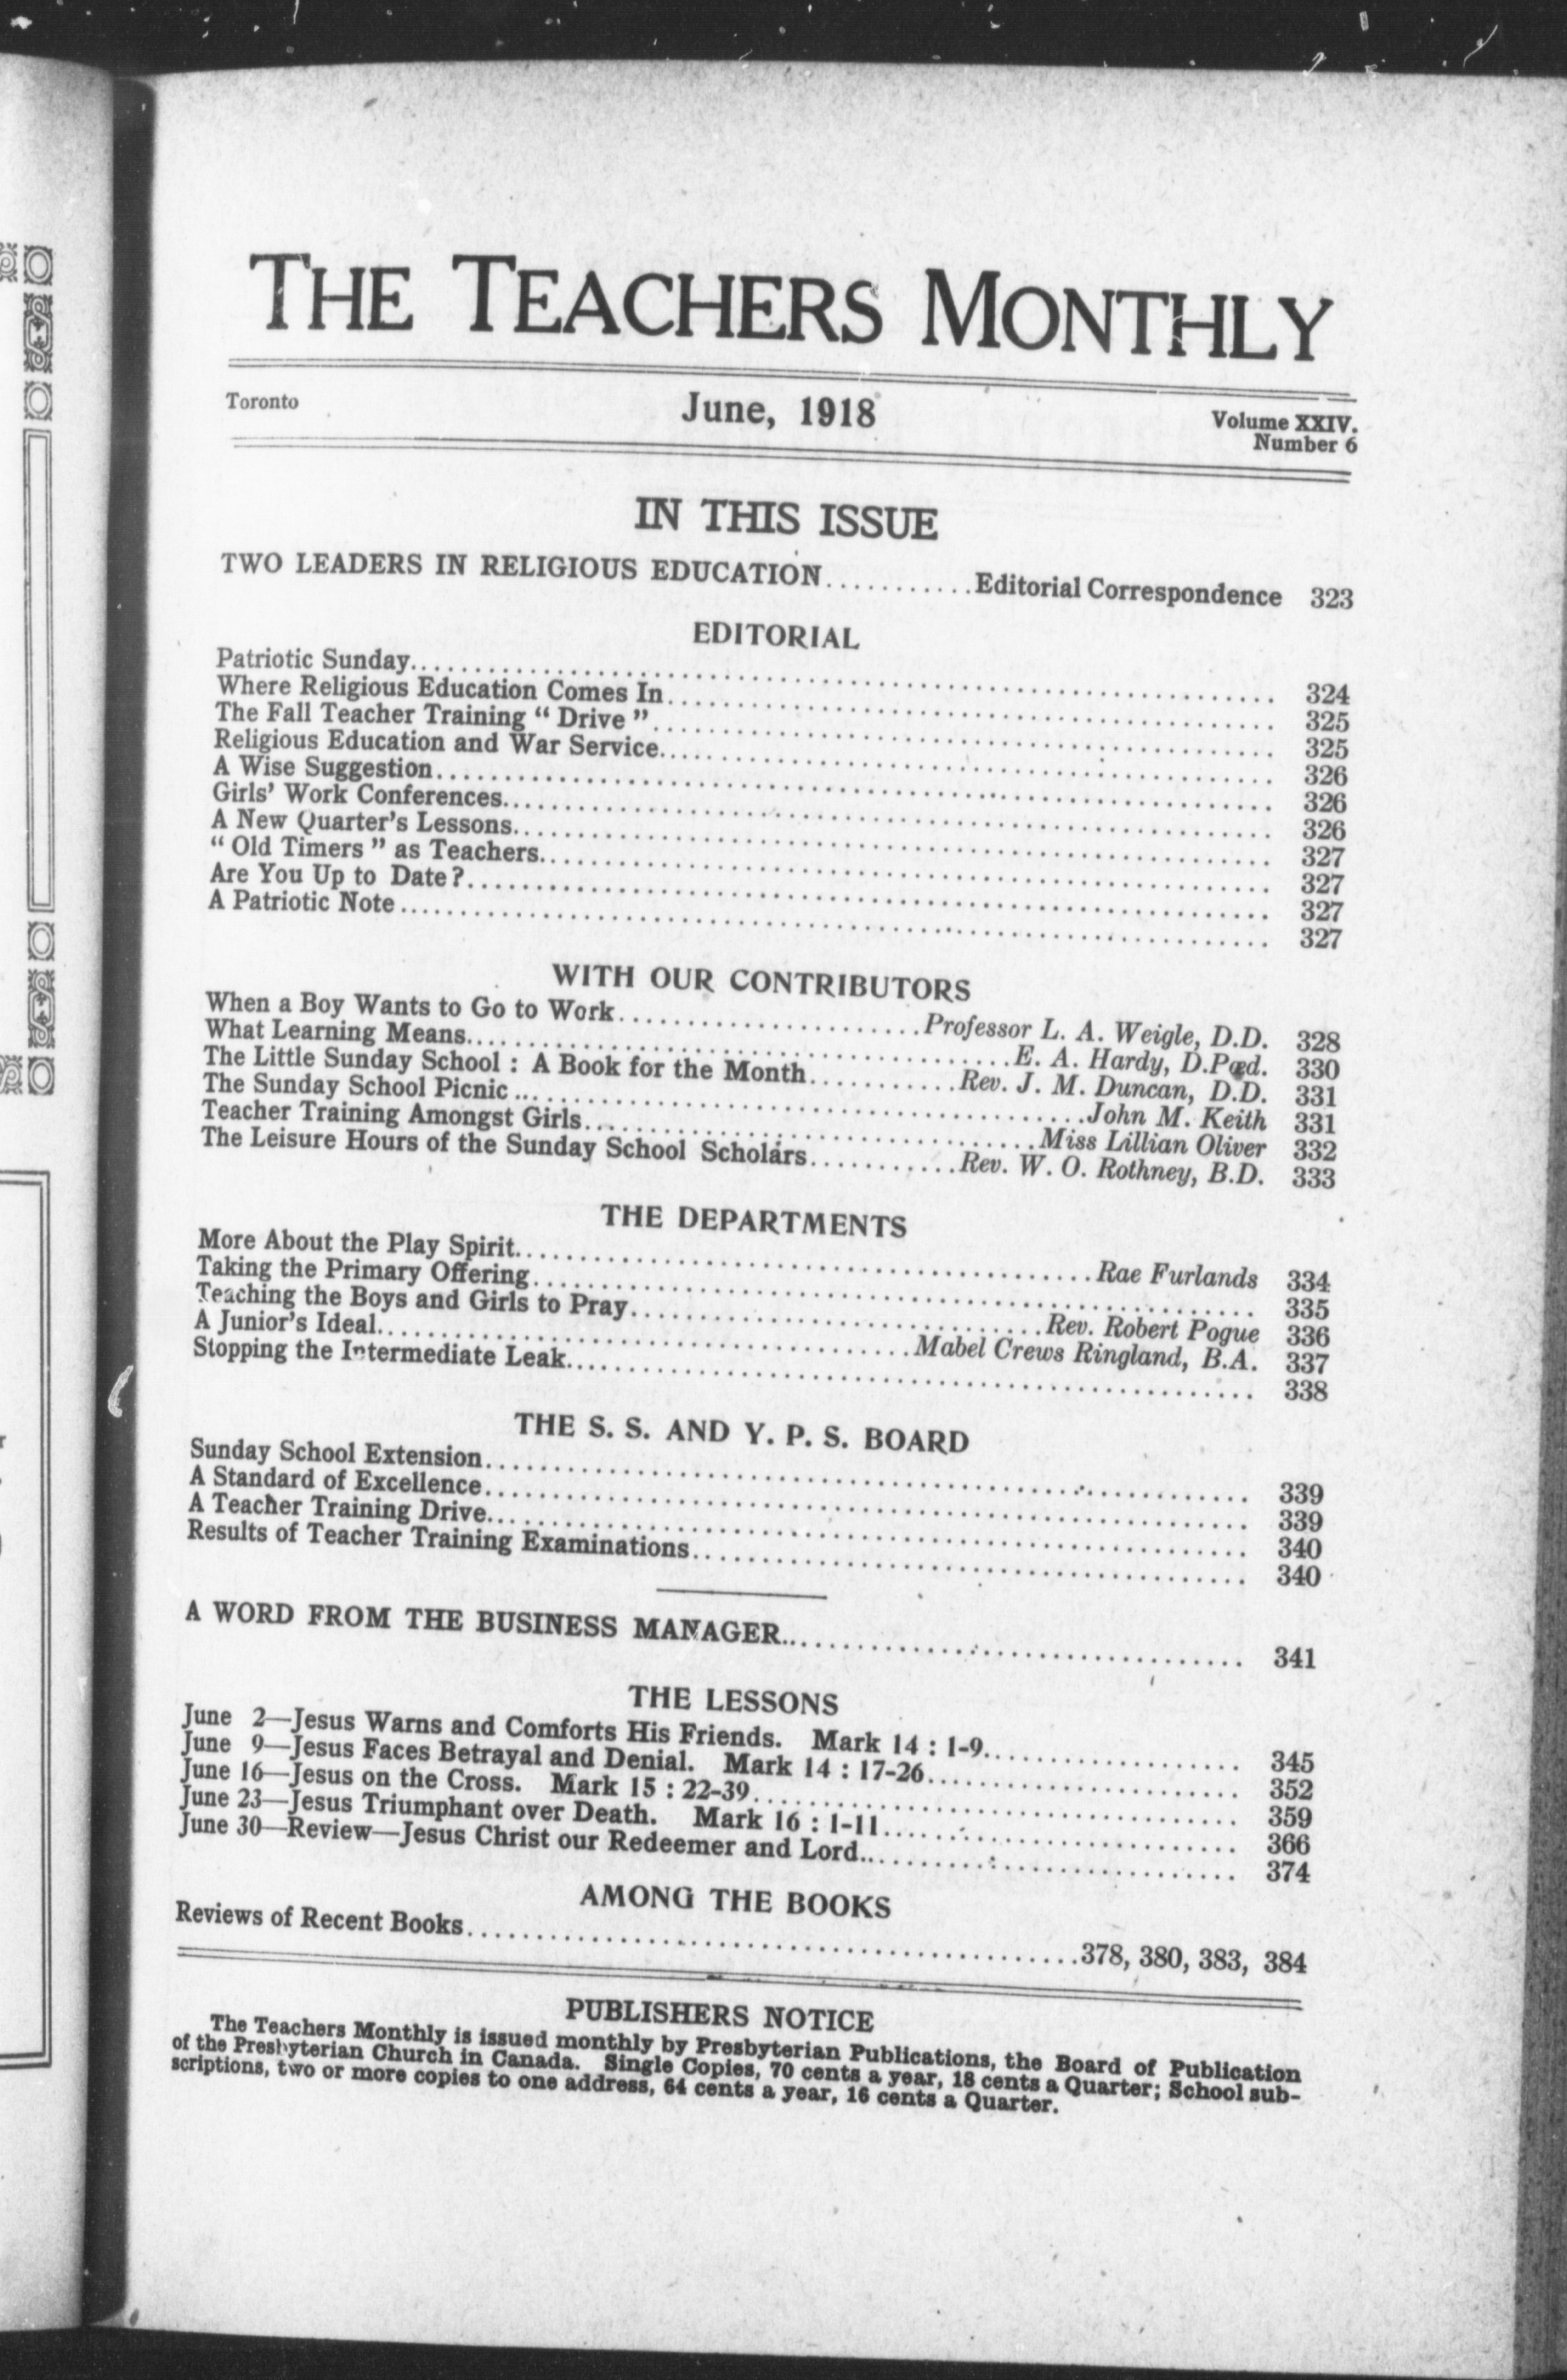 THE TEACHERS MONTHLY
Toronto June, 1918 Volume XXIV.
Number 6
IN THIS ISSUE
TWO LEADERS IN RELIGIOUS EDUCATION............Editorial Correspondence 323
EDITORIAL
Patriotic Sunday.................... 324
Where Religious Education Comes In.................... 325
The Fall Teacher Training " Drive ".................... 325
Religious Education and War Service.................... 326
A Wise Suggestion.................... 326
Girls' Work Conferences.................... 326
A New Quarter's Lessons.................... 327
" Old Timers " as Teachers.................... 327
Are You Up to Date?.................... 327
A Patriotic Note.................... 327
WITH OUR CONTRIBUTORS
When a Boy Wants to Go to Work....................Professor L. A. Weigle, D.D. 328
What Learning Means....................E. A. Hardy, D.Pæd. 330
The Little Sunday School : A Book for the Month............Rev. J. M. Duncan, D.D. 331
The Sunday School Picnic....................John M. Keith 331
Teacher Training Amongst Girls....................Miss Lillian Oliver 332
The Leisure Hours of the Sunday School Scholars............Rev. W. O. Rothney, B.D. 333
THE DEPARTMENTS
More About the Play Spirit....................Rae Furlands 334
Taking the Primary Offering.................... 335
Teaching the Boys and Girls to Pray....................Rev. Robert Pogue 336
A Junior's Ideal....................Mabel Crews Ringland, B.A. 337
Stopping the Intermediate Leak.................... 338
THE S. S. AND Y. P. S. BOARD
Sunday School Extension.................... 339
A Standard of Excellence.................... 339
A Teacher Training Drive.................... 340
Results of Teacher Training Examinations.................... 340
A WORD FROM THE BUSINESS MANAGER.................... 341
THE LESSONS
June 2—Jesus Warns and Comforts His Friends. Mark 14 : 1-9.................... 345
June 9—Jesus Faces Betrayal and Denial. Mark 14 : 17-26.................... 352
June 16—Jesus on the Cross. Mark 15 : 22-39.................... 359
June 23—Jesus Triumphant over Death. Mark 16 : 1-11.................... 366
June 30—Review—Jesus Christ our Redeemer and Lord.................... 374
AMONG THE BOOKS
Reviews of Recent Books....................378, 380, 383, 384
PUBLISHERS NOTICE
The Teachers Monthly is issued monthly by Presbyterian Publications, the Board of Publication
of the Presbyterian Church in Canada. Single Copies, 70 cents a year, 18 cents a Quarter; School sub-
scriptions, two or more copies to one address, 64 cents a year, 16 cents a Quarter.